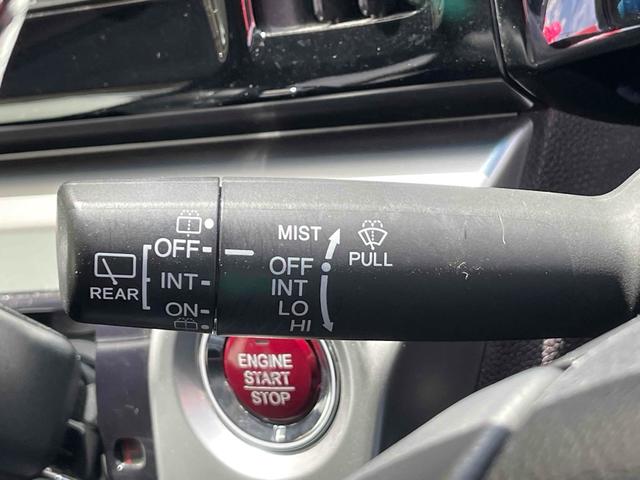 REAR
OFF
INT
ON
MIST
OFF
INT
LO
HI
PULL
ENGINE
START
STOP